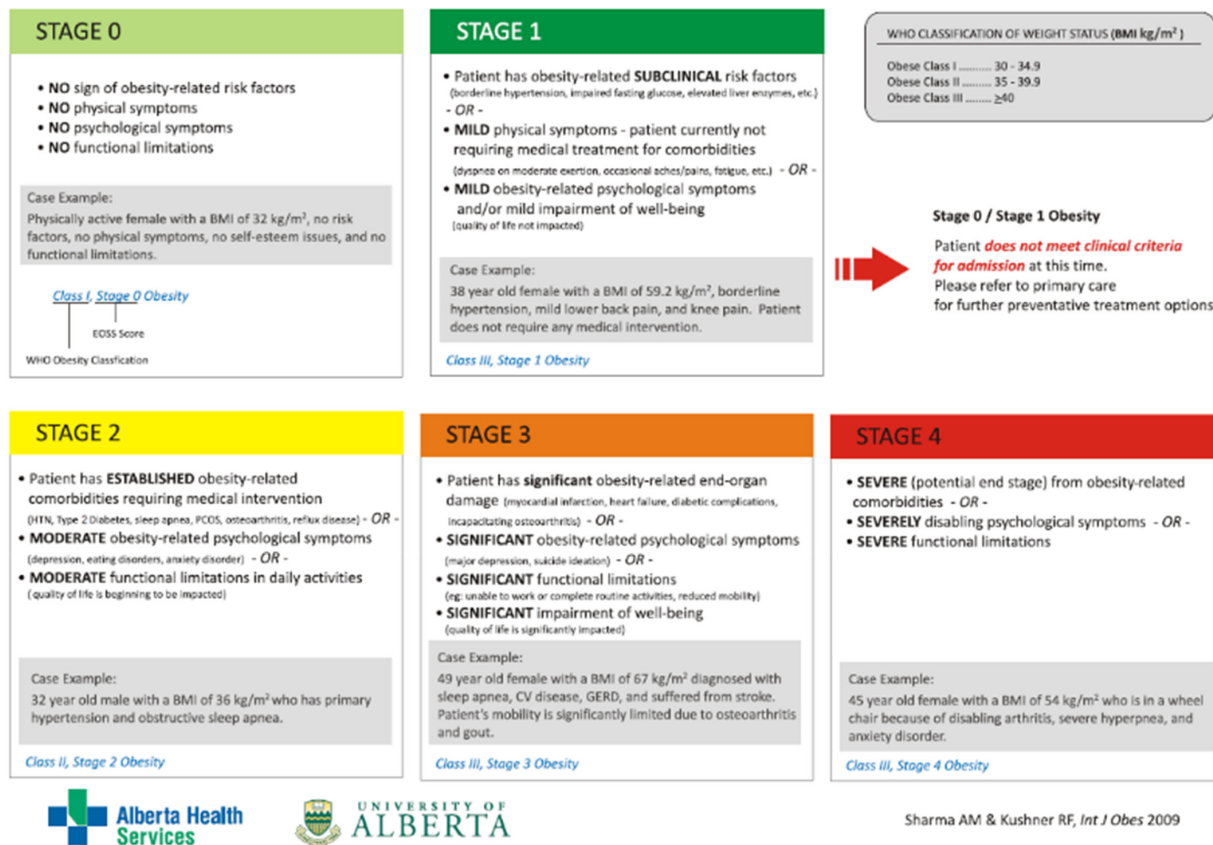 STAGE 0
• NO sign of obesity-related risk factors
• NO physical symptoms
• NO psychological symptoms
• NO functional limitations
Case Example:
Physically active female with a BMI of 32 kg/m², no risk
factors, no physical symptoms, no self-esteem issues, and no
functional limitations.
Class I, Stage 0 Obesity
EOSS Score
WHO Obesity Classfication
STAGE 1
• Patient has obesity-related SUBCLINICAL risk factors
(borderline hypertension, impaired fasting glucose, elevated liver enzymes, etc.)
- OR -
• MILD physical symptoms - patient currently not
requiring medical treatment for comorbidities
(dyspnea on moderate exertion, occasional aches/pains, fatigue, etc.) - OR -
• MILD obesity-related psychological symptoms
and/or mild impairment of well-being
(quality of life not impacted)
Case Example:
38 year old female with a BMI of 59.2 kg/m², borderline
hypertension, mild lower back pain, and knee pain. Patient
does not require any medical intervention.
Class III, Stage 1 Obesity
WHO CLASSIFICATION OF WEIGHT STATUS (BMI kg/m² )
Obese Class I .......... 30 - 34.9
Obese Class II ......... 35 - 39.9
Obese Class III ........ ≥40
Stage 0 / Stage 1 Obesity
Patient does not meet clinical criteria
for admission at this time.
Please refer to primary care
for further preventative treatment options
STAGE 2
• Patient has ESTABLISHED obesity-related
comorbidities requiring medical intervention
(HTN, Type 2 Diabetes, sleep apnea, PCOS, osteoarthritis, reflux disease) - OR -
• MODERATE obesity-related psychological symptoms
(depression, eating disorders, anxiety disorder) - OR -
• MODERATE functional limitations in daily activities
( quality of life is beginning to be impacted)
Case Example:
32 year old male with a BMI of 36 kg/m² who has primary
hypertension and obstructive sleep apnea.
Class II, Stage 2 Obesity
STAGE 3
• Patient has significant obesity-related end-organ
damage (myocardial infarction, heart failure, diabetic complications,
incapacitating osteoarthritis) - OR -
• SIGNIFICANT obesity-related psychological symptoms
(major depression, suicide ideation) - OR -
• SIGNIFICANT functional limitations
(eg: unable to work or complete routine activities, reduced mobility)
• SIGNIFICANT impairment of well-being
(quality of life is significantly impacted)
Case Example:
49 year old female with a BMI of 67 kg/m² diagnosed with
sleep apnea, CV disease, GERD, and suffered from stroke.
Patient's mobility is significantly limited due to osteoarthritis
and gout.
Class III, Stage 3 Obesity
STAGE 4
• SEVERE (potential end stage) from obesity-related
comorbidities - OR -
• SEVERELY disabling psychological symptoms - OR -
• SEVERE functional limitations
Case Example:
45 year old female with a BMI of 54 kg/m² who is in a wheel
chair because of disabling arthritis, severe hyperpnea, and
anxiety disorder.
Class III, Stage 4 Obesity
Alberta Health
Services
UNIVERSITY OF
ALBERTA
Sharma AM & Kushner RF, Int J Obes 2009